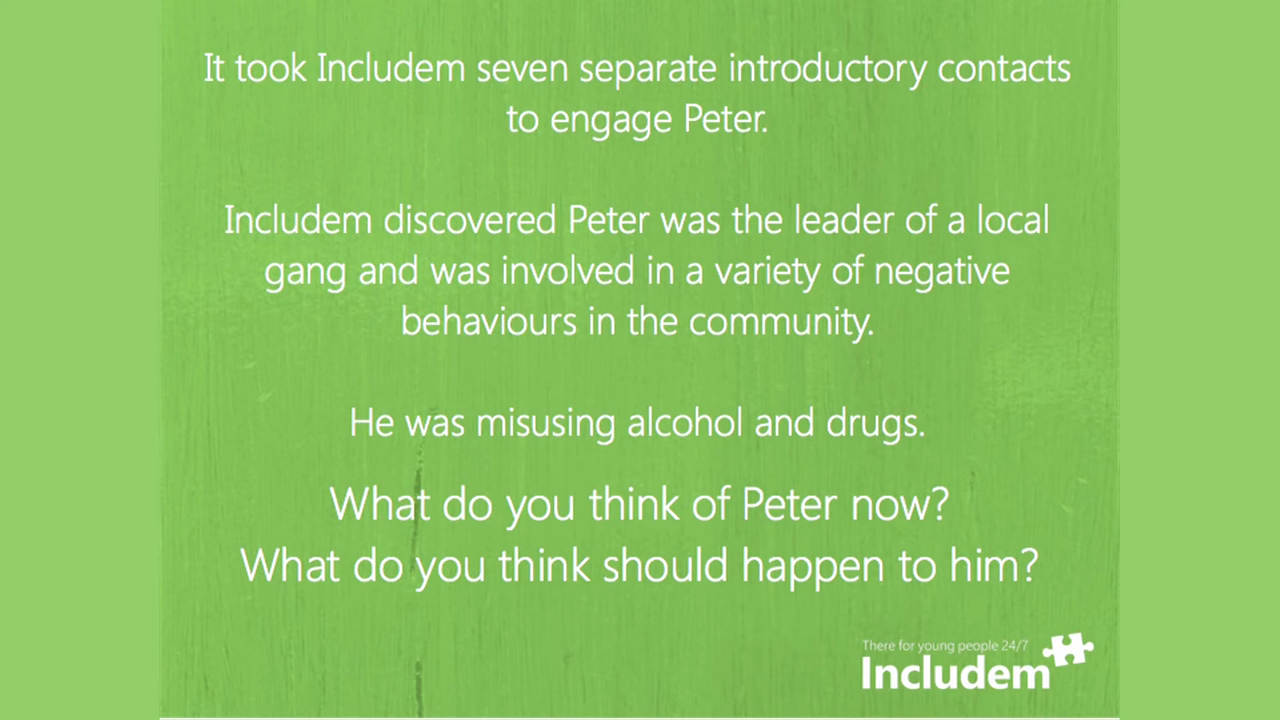 It took Includem seven separate introductory contacts
to engage Peter.
Includem discovered Peter was the leader of a local
gang and was involved in a variety of negative
behaviours in the community.
He was misusing alcohol and drugs.
What do you think of Peter now?
What do you think should happen to him?
There for young people 24/7
Includem